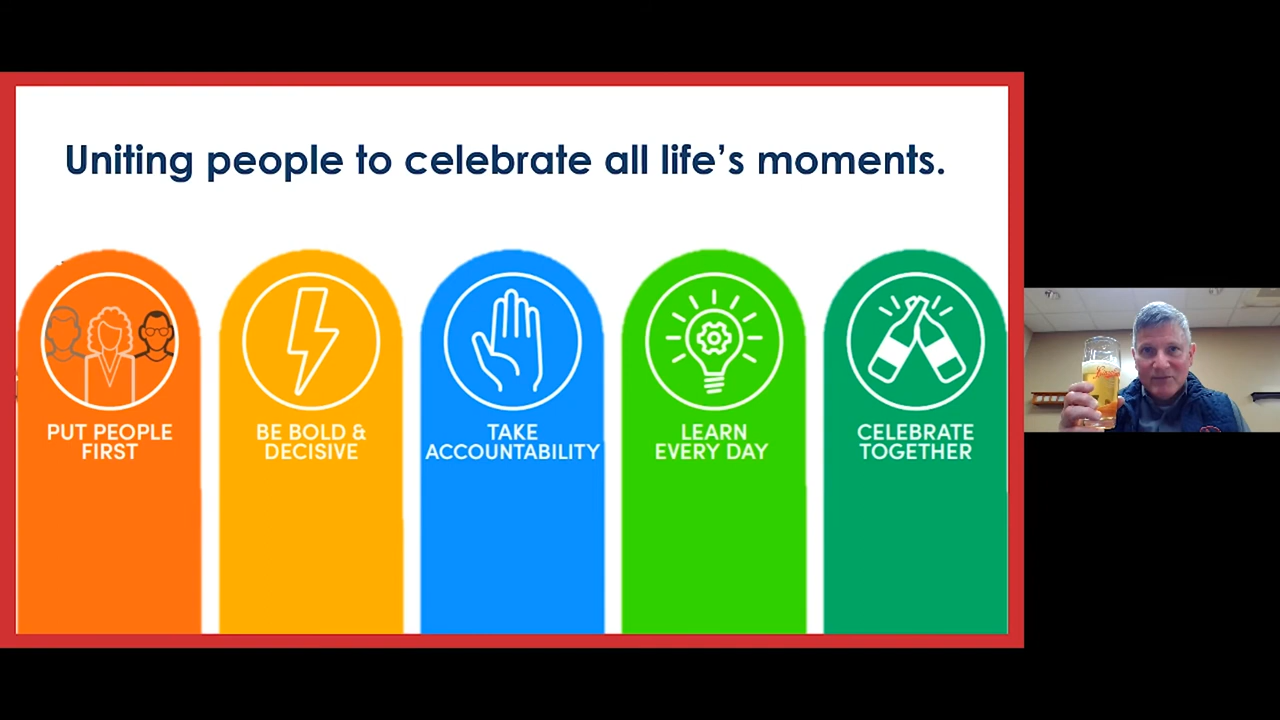 Uniting people to celebrate all life’s moments.
PUT PEOPLE
FIRST
BE BOLD &
DECISIVE
TAKE
ACCOUNTABILITY
LEARN
EVERY DAY
CELEBRATE
TOGETHER